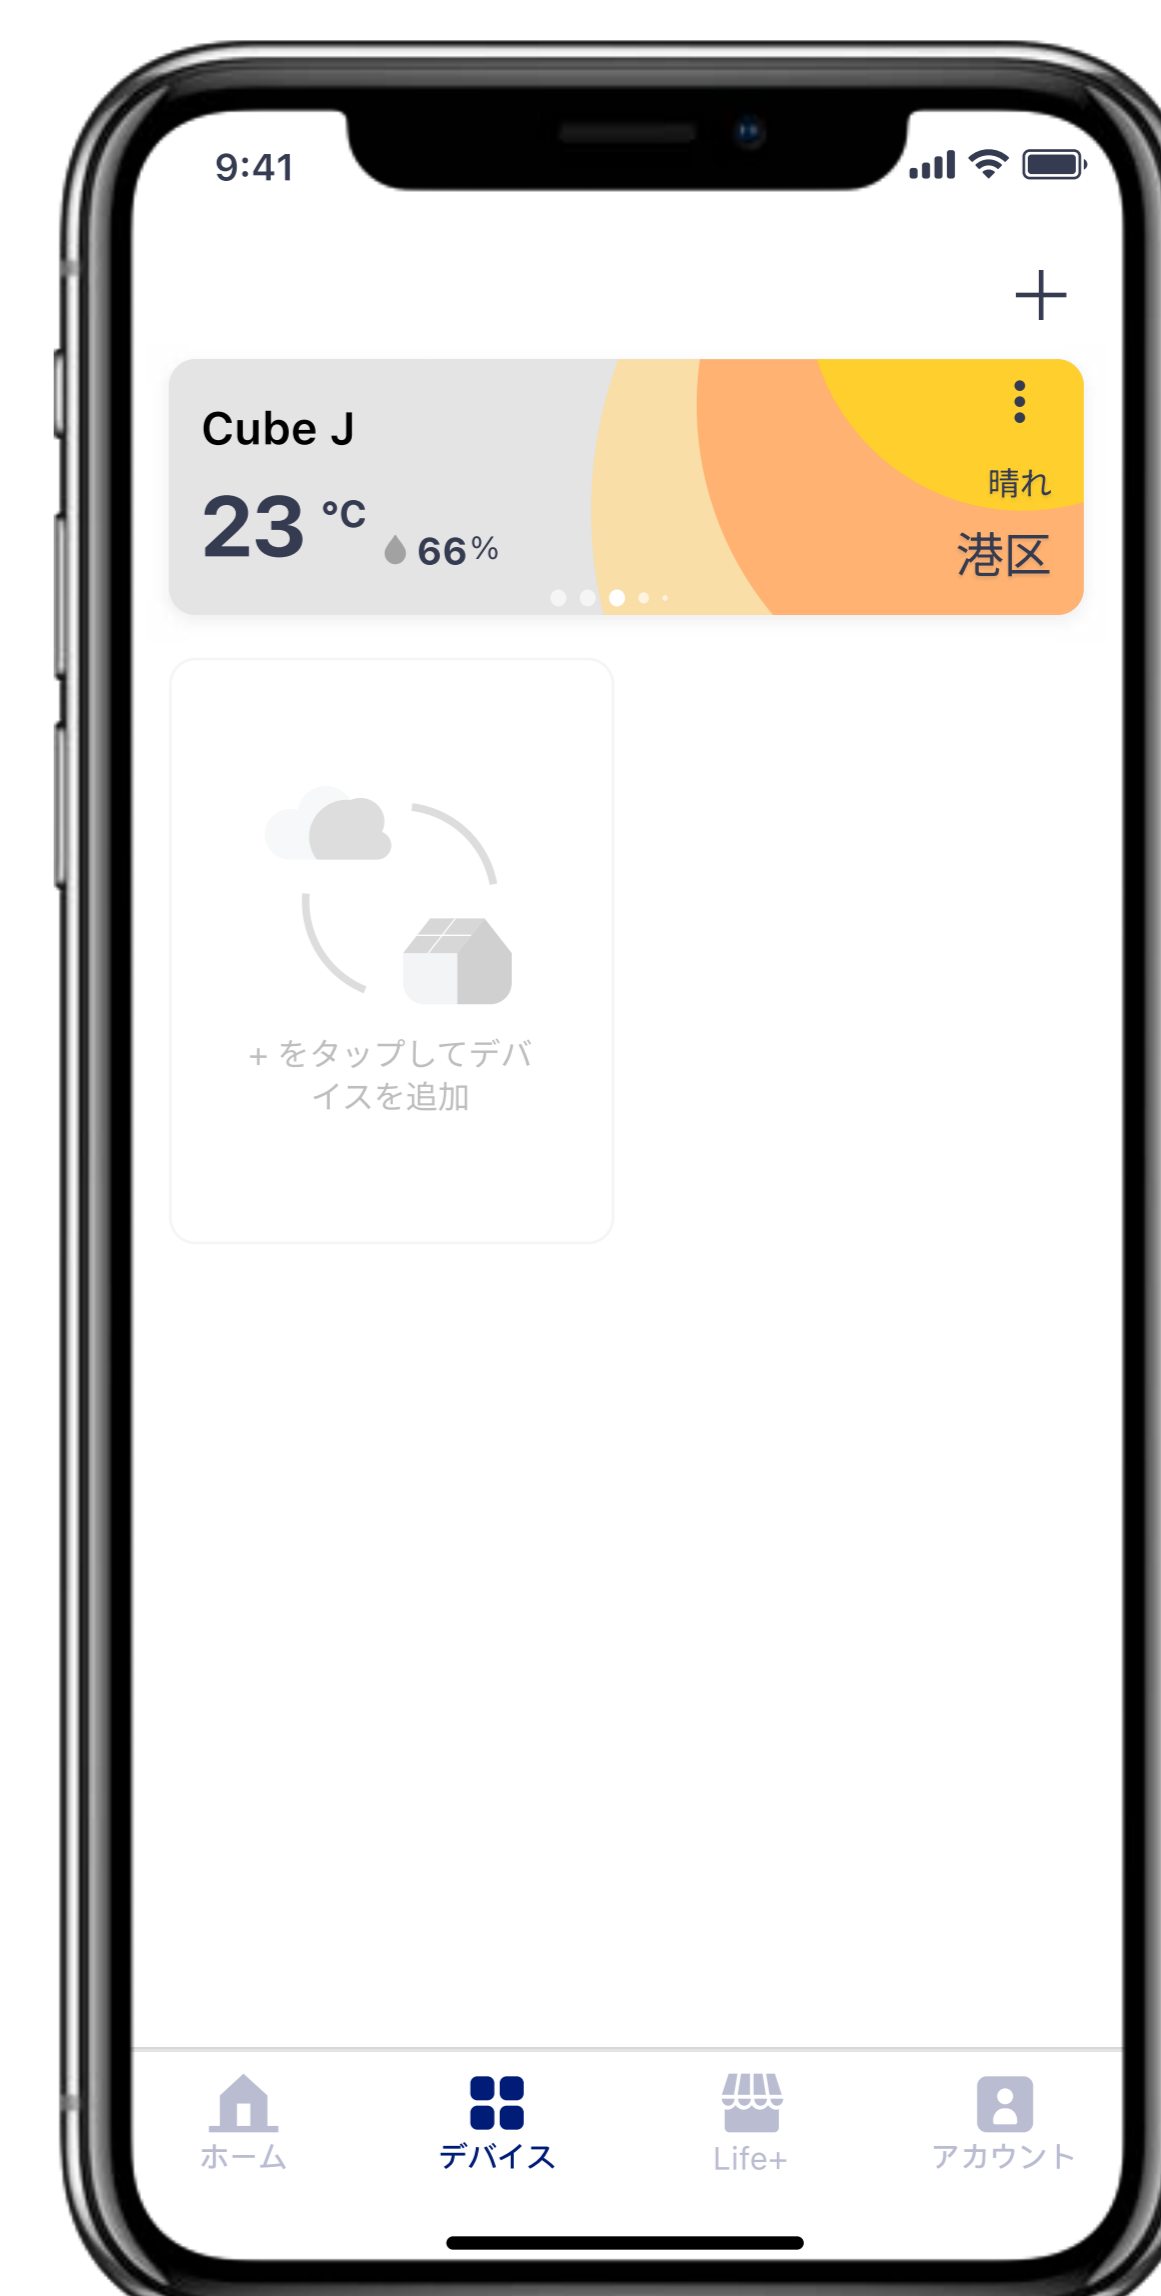 9:41
Cube J
晴れ
23 °C
66%
港区
+ をタップしてデバ
イスを追加
ホーム
デバイス
Life+
アカウント